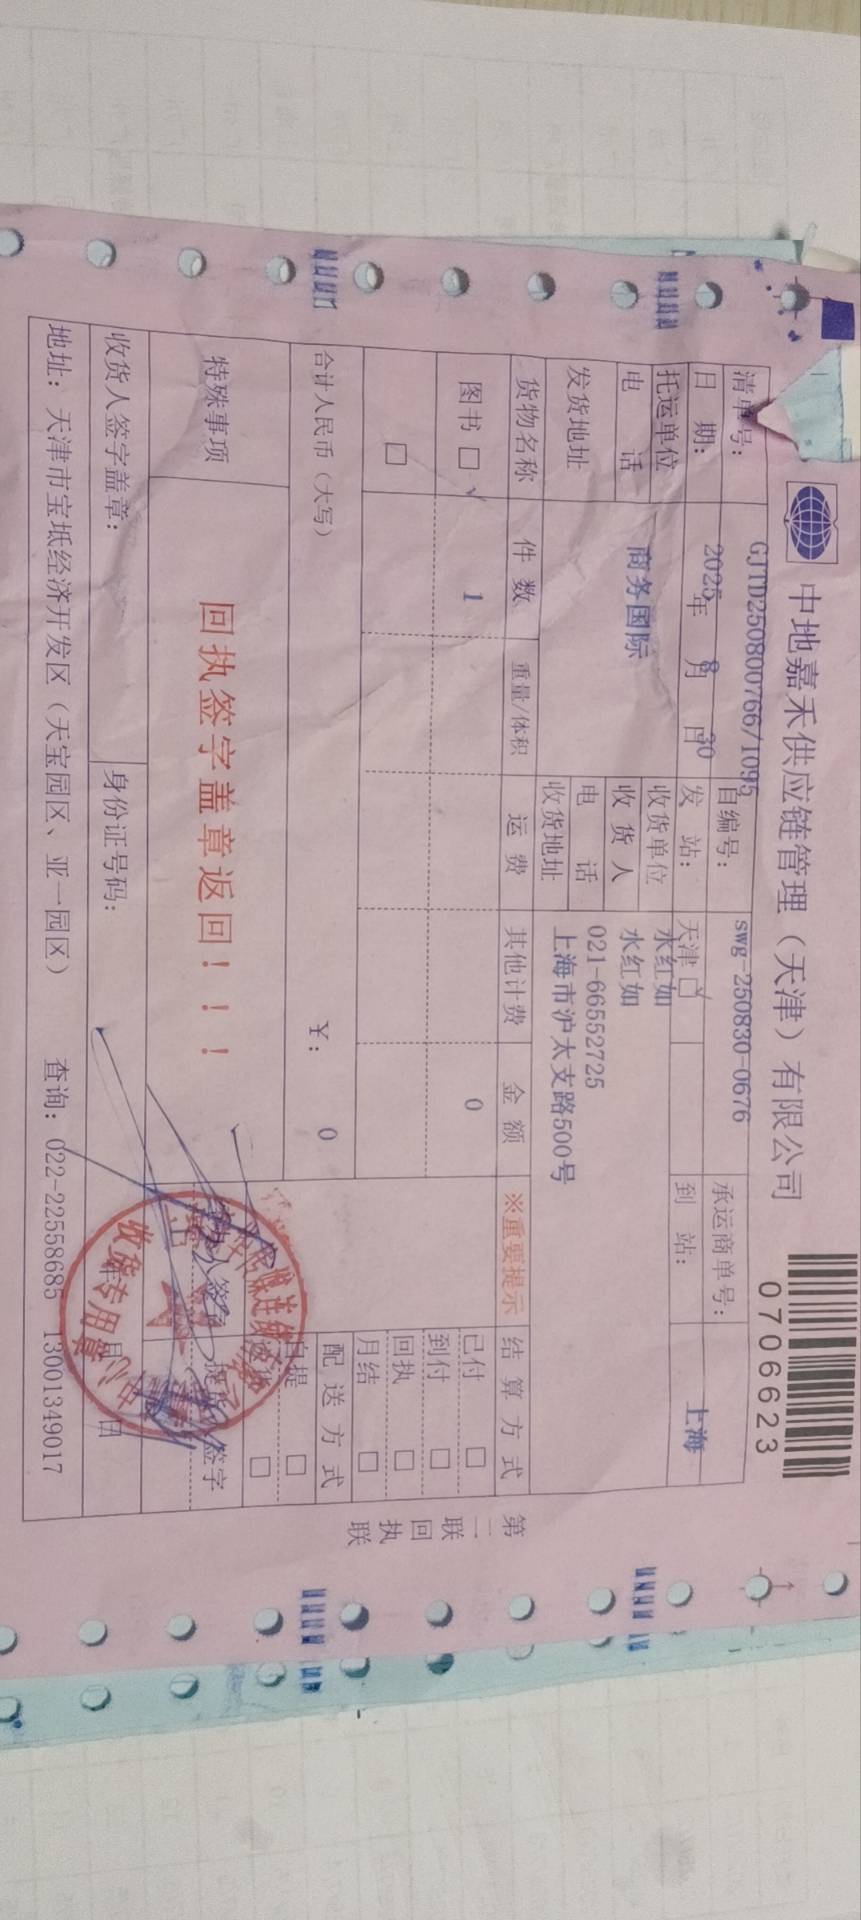 中地嘉禾供应链管理（天津）有限公司
0706623
清单号： GJTD250800766/1095 自编号： swg-250830-0676 承运商单号：
日 期： 2025年 8月 30日 发 站： 天津 □ 到 站： 上海
托运单位 商务国际 收货单位 水红如
电 话 收 货 人 水红如
发货地址 电 话 021-66552725
收货地址 上海市沪太支路500号
货物名称 件 数 重量/体积 运 费 其他计费 金 额 ※重要提示 结 算 方 式
图书 □ √ 1 0 已付 □
□ 到付 □
回执 □
月结 □
合计人民币（大写） ￥： 0 配 送 方 式
自提 □
□
特殊事项 回执签字盖章返回！！！ 签字 签字
收货人签字盖章： 身份证号码： 年 月 日
收发专用章
地址：天津市宝坻经济开发区（天宝园区、亚一园区） 查询：022-22558685 13001349017
第二联 回执联